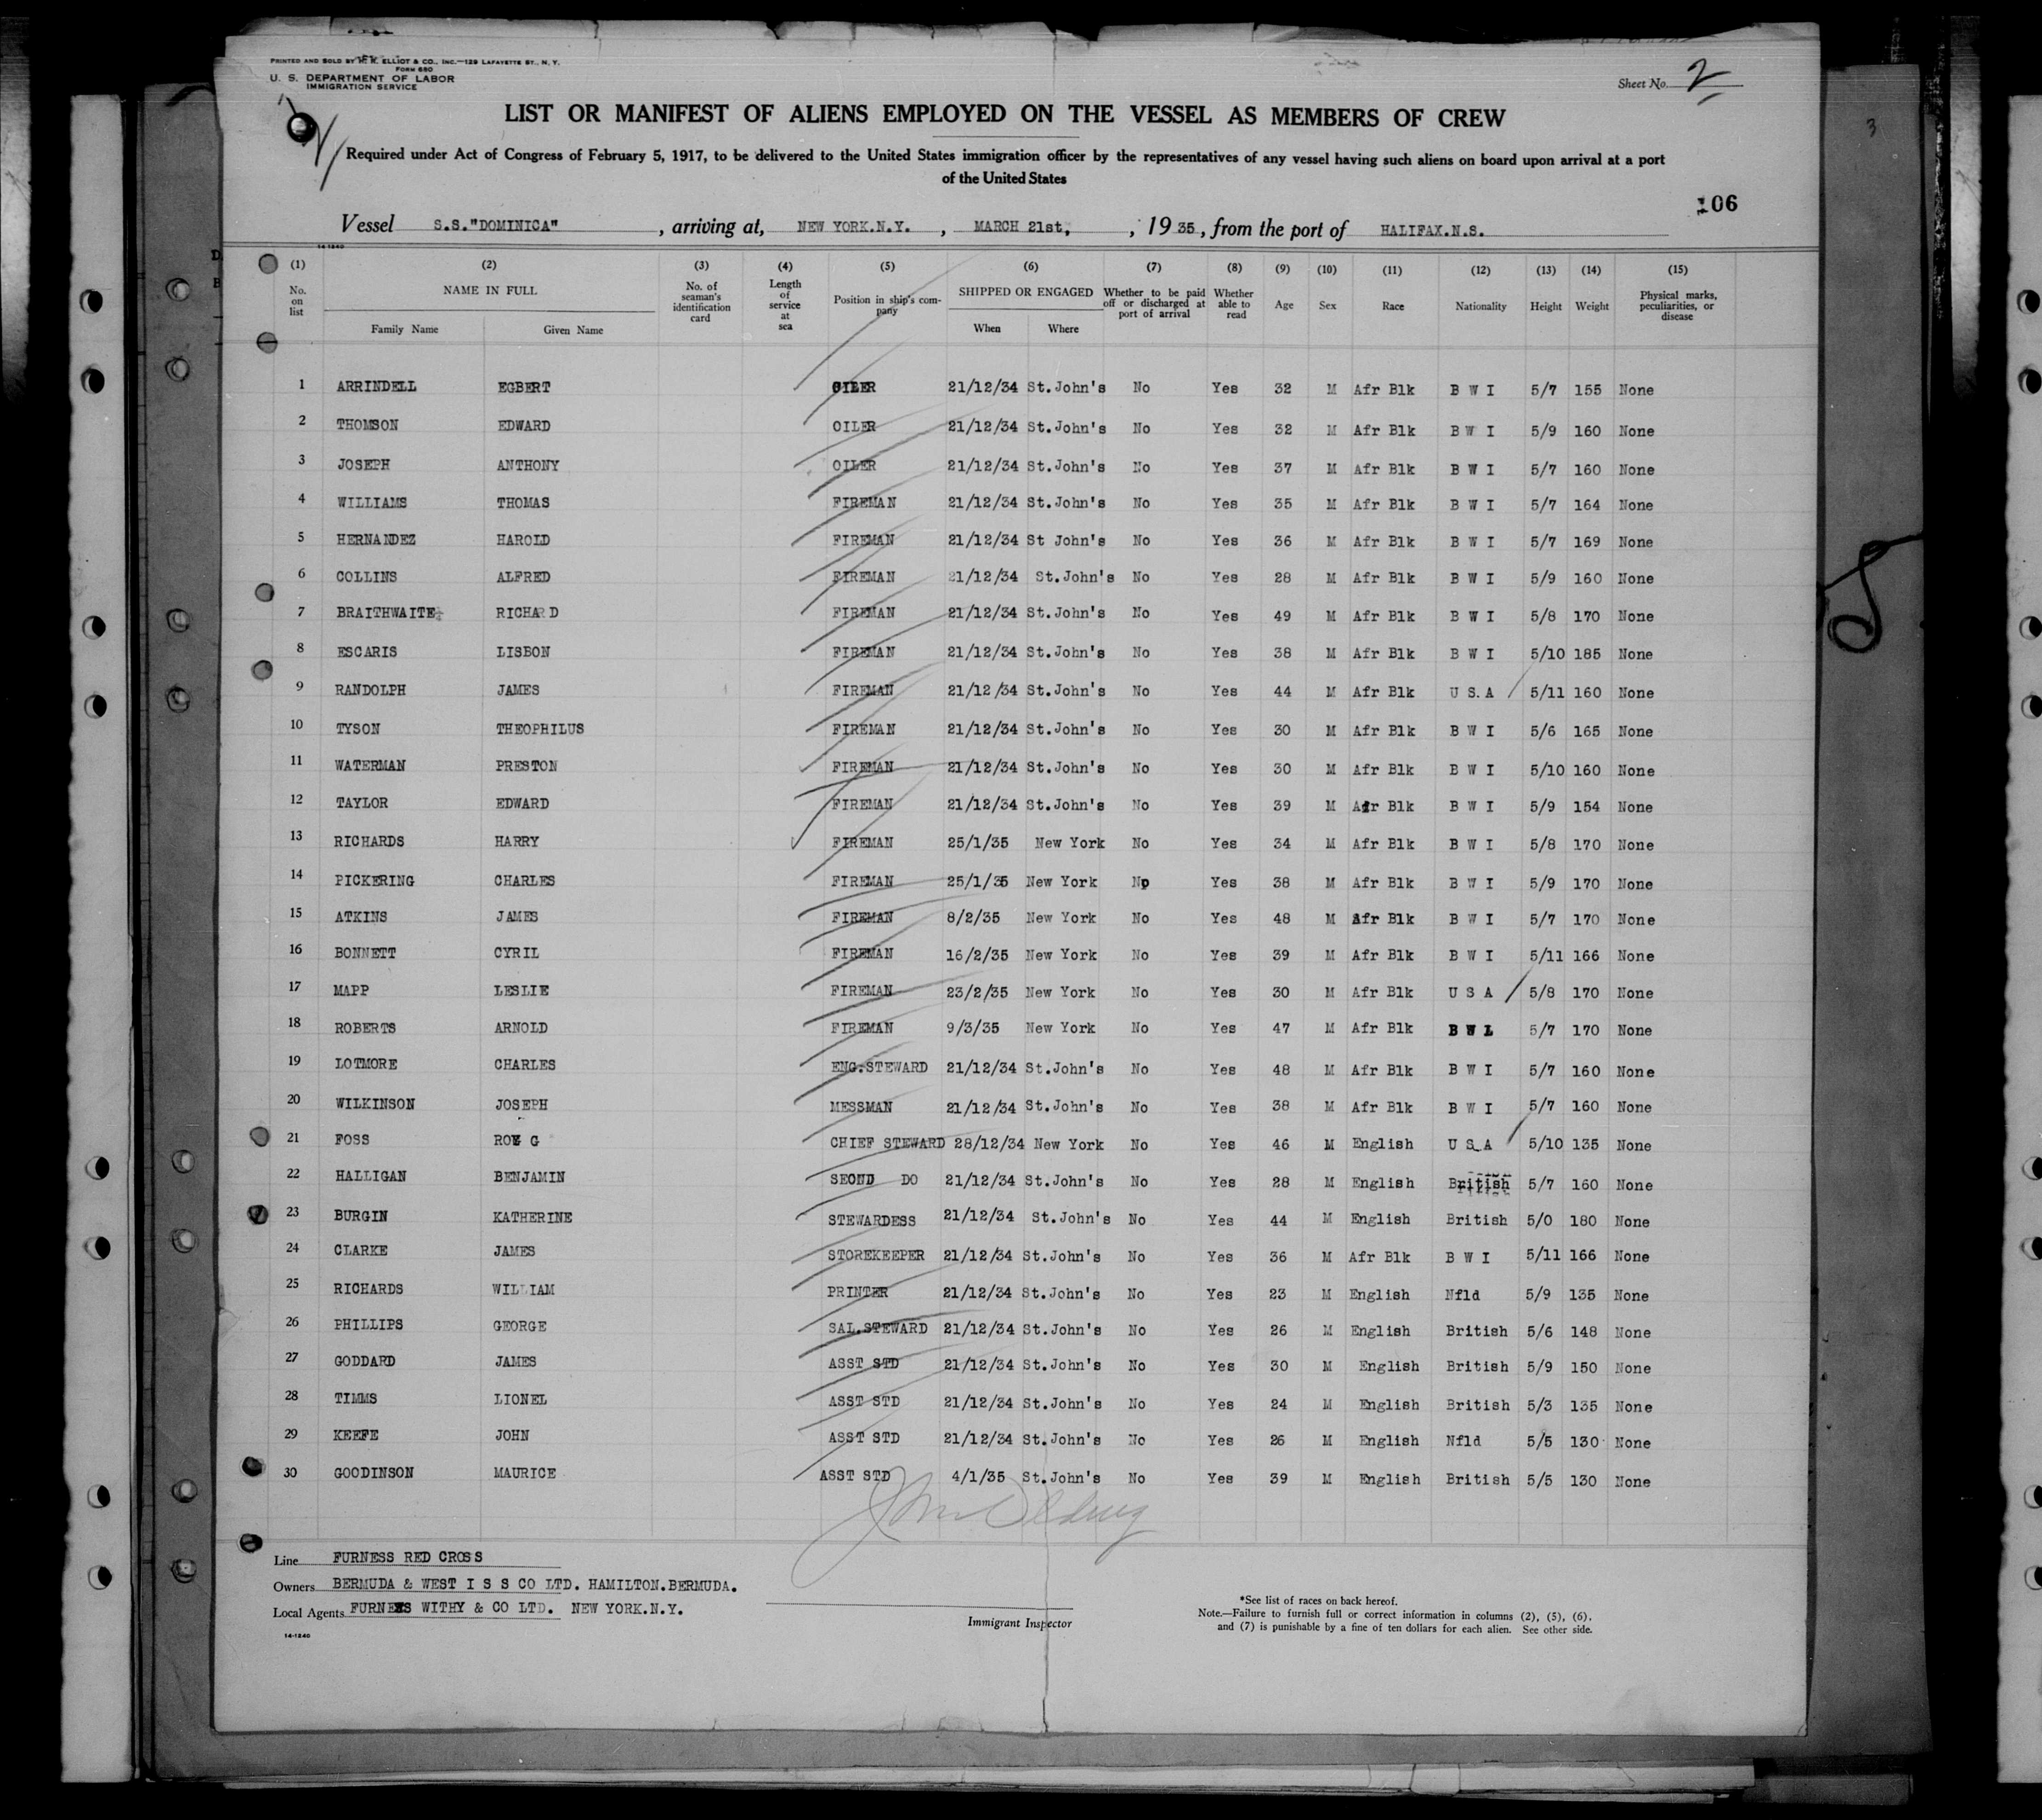 PRINTED AND SOLD BY F. K. ELLIOT & CO., INC.—129 LAFAYETTE ST., N. Y.
FORM 680
U. S. DEPARTMENT OF LABOR
IMMIGRATION SERVICE
Sheet No. 2
LIST OR MANIFEST OF ALIENS EMPLOYED ON THE VESSEL AS MEMBERS OF CREW
Required under Act of Congress of February 5, 1917, to be delivered to the United States immigration officer by the representatives of any vessel having such aliens on board upon arrival at a port
of the United States
106
Vessel S.S."DOMINICA", arriving at, NEW YORK.N.Y., MARCH 21st, , 1935, from the port of HALIFAX.N.S.
14-1240
(1) (2) (3) (4) (5) (6) (7) (8) (9) (10) (11) (12) (13) (14) (15)
No. on list NAME IN FULL Family Name Given Name No. of seaman's identification card Length of service at sea Position in ship's company SHIPPED OR ENGAGED When Where Whether to be paid off or discharged at port of arrival Whether able to read Age Sex Race Nationality Height Weight Physical marks, peculiarities, or disease
1 ARRINDELL EGBERT OILER 21/12/34 St.John's No Yes 32 M Afr Blk B W I 5/7 155 None
2 THOMSON EDWARD OILER 21/12/34 St.John's No Yes 32 M Afr Blk B W I 5/9 160 None
3 JOSEPH ANTHONY OILER 21/12/34 St.John's No Yes 37 M Afr Blk B W I 5/7 160 None
4 WILLIAMS THOMAS FIREMAN 21/12/34 St.John's No Yes 35 M Afr Blk B W I 5/7 164 None
5 HERNANDEZ HAROLD FIREMAN 21/12/34 St John's No Yes 36 M Afr Blk B W I 5/7 169 None
6 COLLINS ALFRED FIREMAN 21/12/34 St.John's No Yes 28 M Afr Blk B W I 5/9 160 None
7 BRAITHWAITE RICHARD FIREMAN 21/12/34 St.John's No Yes 49 M Afr Blk B W I 5/8 170 None
8 ESCARIS LISBON FIREMAN 21/12/34 St.John's No Yes 38 M Afr Blk B W I 5/10 185 None
9 RANDOLPH JAMES FIREMAN 21/12/34 St.John's No Yes 44 M Afr Blk U S.A 5/11 160 None
10 TYSON THEOPHILUS FIREMAN 21/12/34 St.John's No Yes 30 M Afr Blk B W I 5/6 165 None
11 WATERMAN PRESTON FIREMAN 21/12/34 St.John's No Yes 30 M Afr Blk B W I 5/10 160 None
12 TAYLOR EDWARD FIREMAN 21/12/34 St.John's No Yes 39 M Afr Blk B W I 5/9 154 None
13 RICHARDS HARRY FIREMAN 25/1/35 New York No Yes 34 M Afr Blk B W I 5/8 170 None
14 PICKERING CHARLES FIREMAN 25/1/35 New York No Yes 38 M Afr Blk B W I 5/9 170 None
15 ATKINS JAMES FIREMAN 8/2/35 New York No Yes 48 M Afr Blk B W I 5/7 170 None
16 BONNETT CYRIL FIREMAN 16/2/35 New York No Yes 39 M Afr Blk B W I 5/11 166 None
17 MAPP LESLIE FIREMAN 23/2/35 New York No Yes 30 M Afr Blk U S A 5/8 170 None
18 ROBERTS ARNOLD FIREMAN 9/3/35 New York No Yes 47 M Afr Blk B W I 5/7 170 None
19 LOTMORE CHARLES ENG.STEWARD 21/12/34 St.John's No Yes 48 M Afr Blk B W I 5/7 160 None
20 WILKINSON JOSEPH MESSMAN 21/12/34 St.John's No Yes 38 M Afr Blk B W I 5/7 160 None
21 FOSS ROY G CHIEF STEWARD 28/12/34 New York No Yes 46 M English U S.A 5/10 135 None
22 HALLIGAN BENJAMIN SEOND DO 21/12/34 St.John's No Yes 28 M English British 5/7 160 None
23 BURGIN KATHERINE STEWARDESS 21/12/34 St.John's No Yes 44 M English British 5/0 180 None
24 CLARKE JAMES STOREKEEPER 21/12/34 St.John's No Yes 36 M Afr Blk B W I 5/11 166 None
25 RICHARDS WILLIAM PRINTER 21/12/34 St.John's No Yes 23 M English Nfld 5/9 135 None
26 PHILLIPS GEORGE SAL.STEWARD 21/12/34 St.John's No Yes 26 M English British 5/6 148 None
27 GODDARD JAMES ASST STD 21/12/34 St.John's No Yes 30 M English British 5/9 150 None
28 TIMMS LIONEL ASST STD 21/12/34 St.John's No Yes 24 M English British 5/3 135 None
29 KEEFE JOHN ASST STD 21/12/34 St.John's No Yes 26 M English Nfld 5/5 130 None
30 GOODINSON MAURICE ASST STD 4/1/35 St.John's No Yes 39 M English British 5/5 130 None
Line FURNESS RED CROSS
Owners BERMUDA & WEST I S S CO LTD. HAMILTON.BERMUDA.
Local Agents FURNESS WITHY & CO LTD. NEW YORK.N.Y.
14-1240
Immigrant Inspector
*See list of races on back hereof.
Note.—Failure to furnish full or correct information in columns (2), (5), (6),
and (7) is punishable by a fine of ten dollars for each alien. See other side.
3